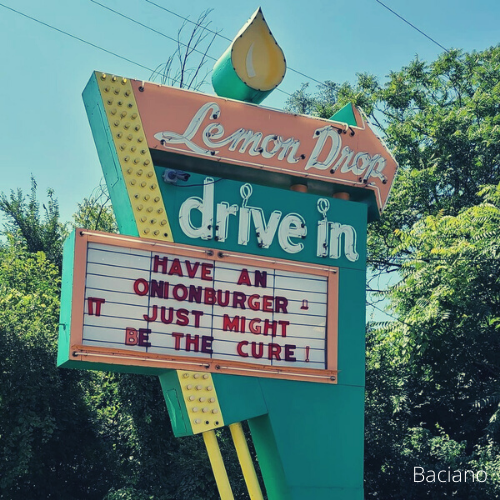 Lemon Drop
drive in
HAVE AN
ONIONBURGER
IT JUST MIGHT
BE THE CURE!
Baciano